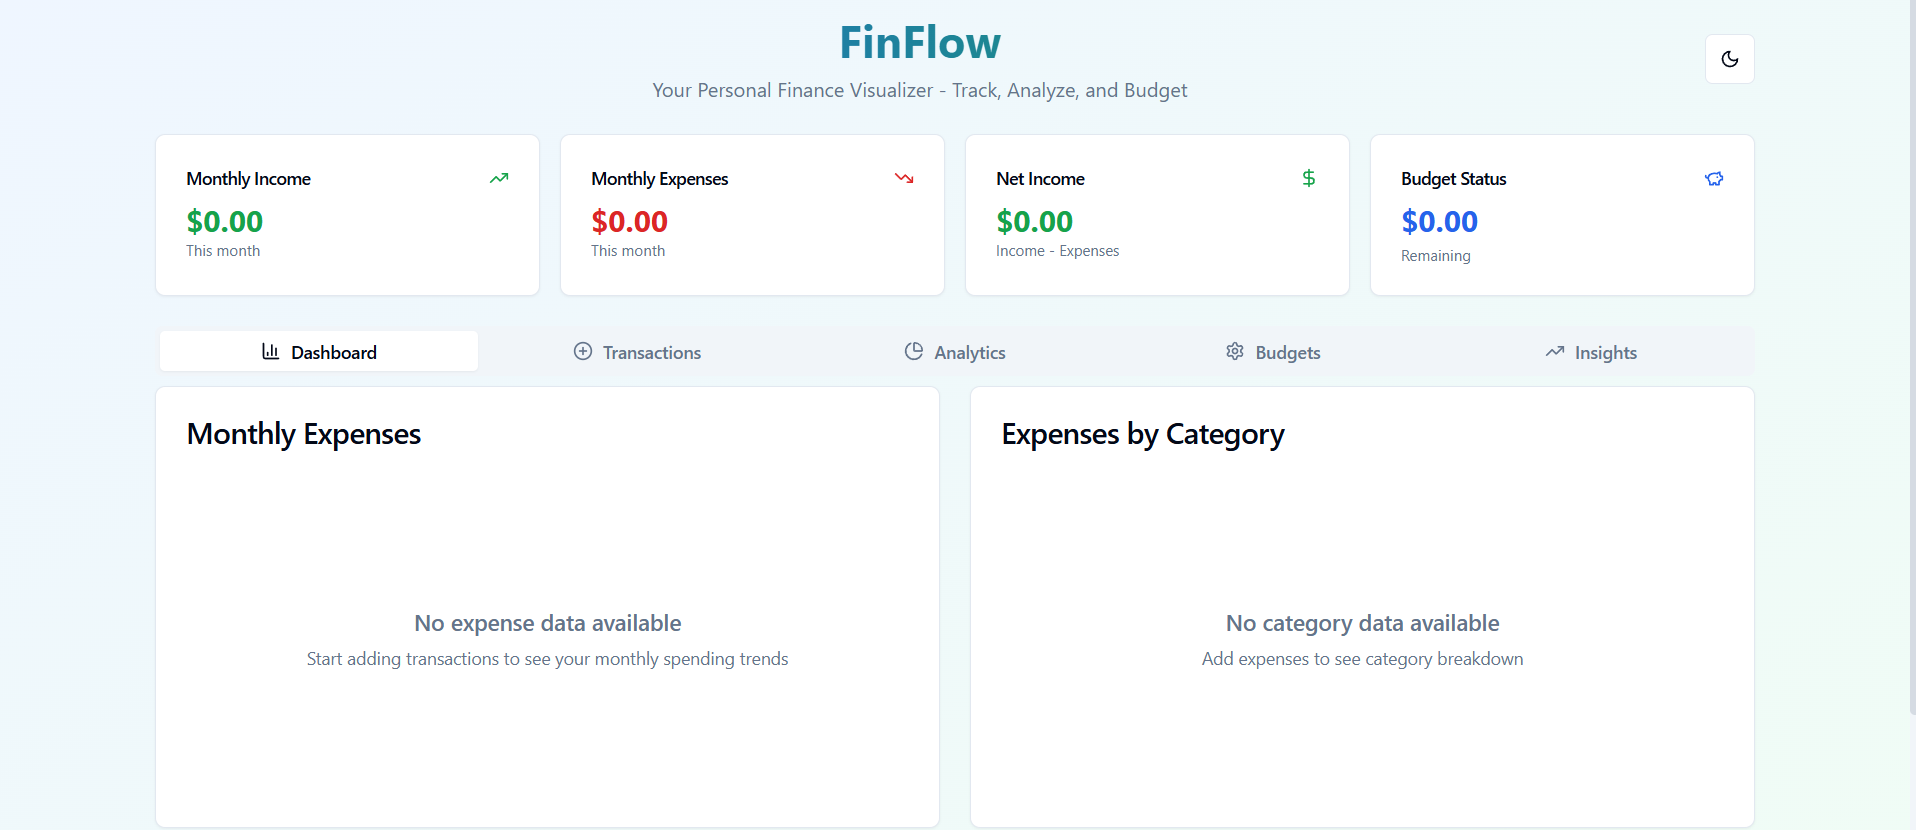 FinFlow
Your Personal Finance Visualizer - Track, Analyze, and Budget
Monthly Income
$0.00
This month
Monthly Expenses
$0.00
This month
Net Income
$0.00
Income - Expenses
Budget Status
$0.00
Remaining
Dashboard
Transactions
Analytics
Budgets
Insights
Monthly Expenses
No expense data available
Start adding transactions to see your monthly spending trends
Expenses by Category
No category data available
Add expenses to see category breakdown